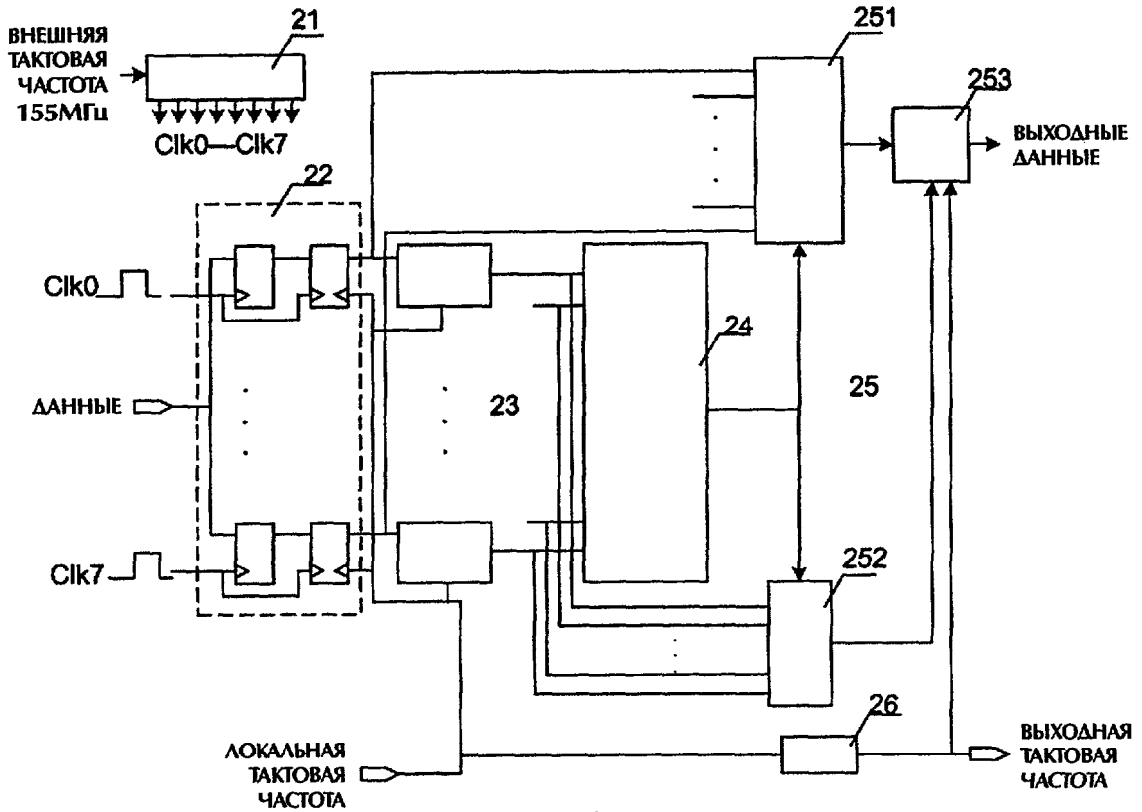 ВНЕШНЯЯ
ТАКТОВАЯ
ЧАСТОТА
155МГц
21
Clk0—Clk7
251
253
ВЫХОДНЫЕ
ДАННЫЕ
22
Clk0
24
ДАННЫЕ
23
25
Clk7
252
26
ЛОКАЛЬНАЯ
ТАКТОВАЯ
ЧАСТОТА
ВЫХОДНАЯ
ТАКТОВАЯ
ЧАСТОТА